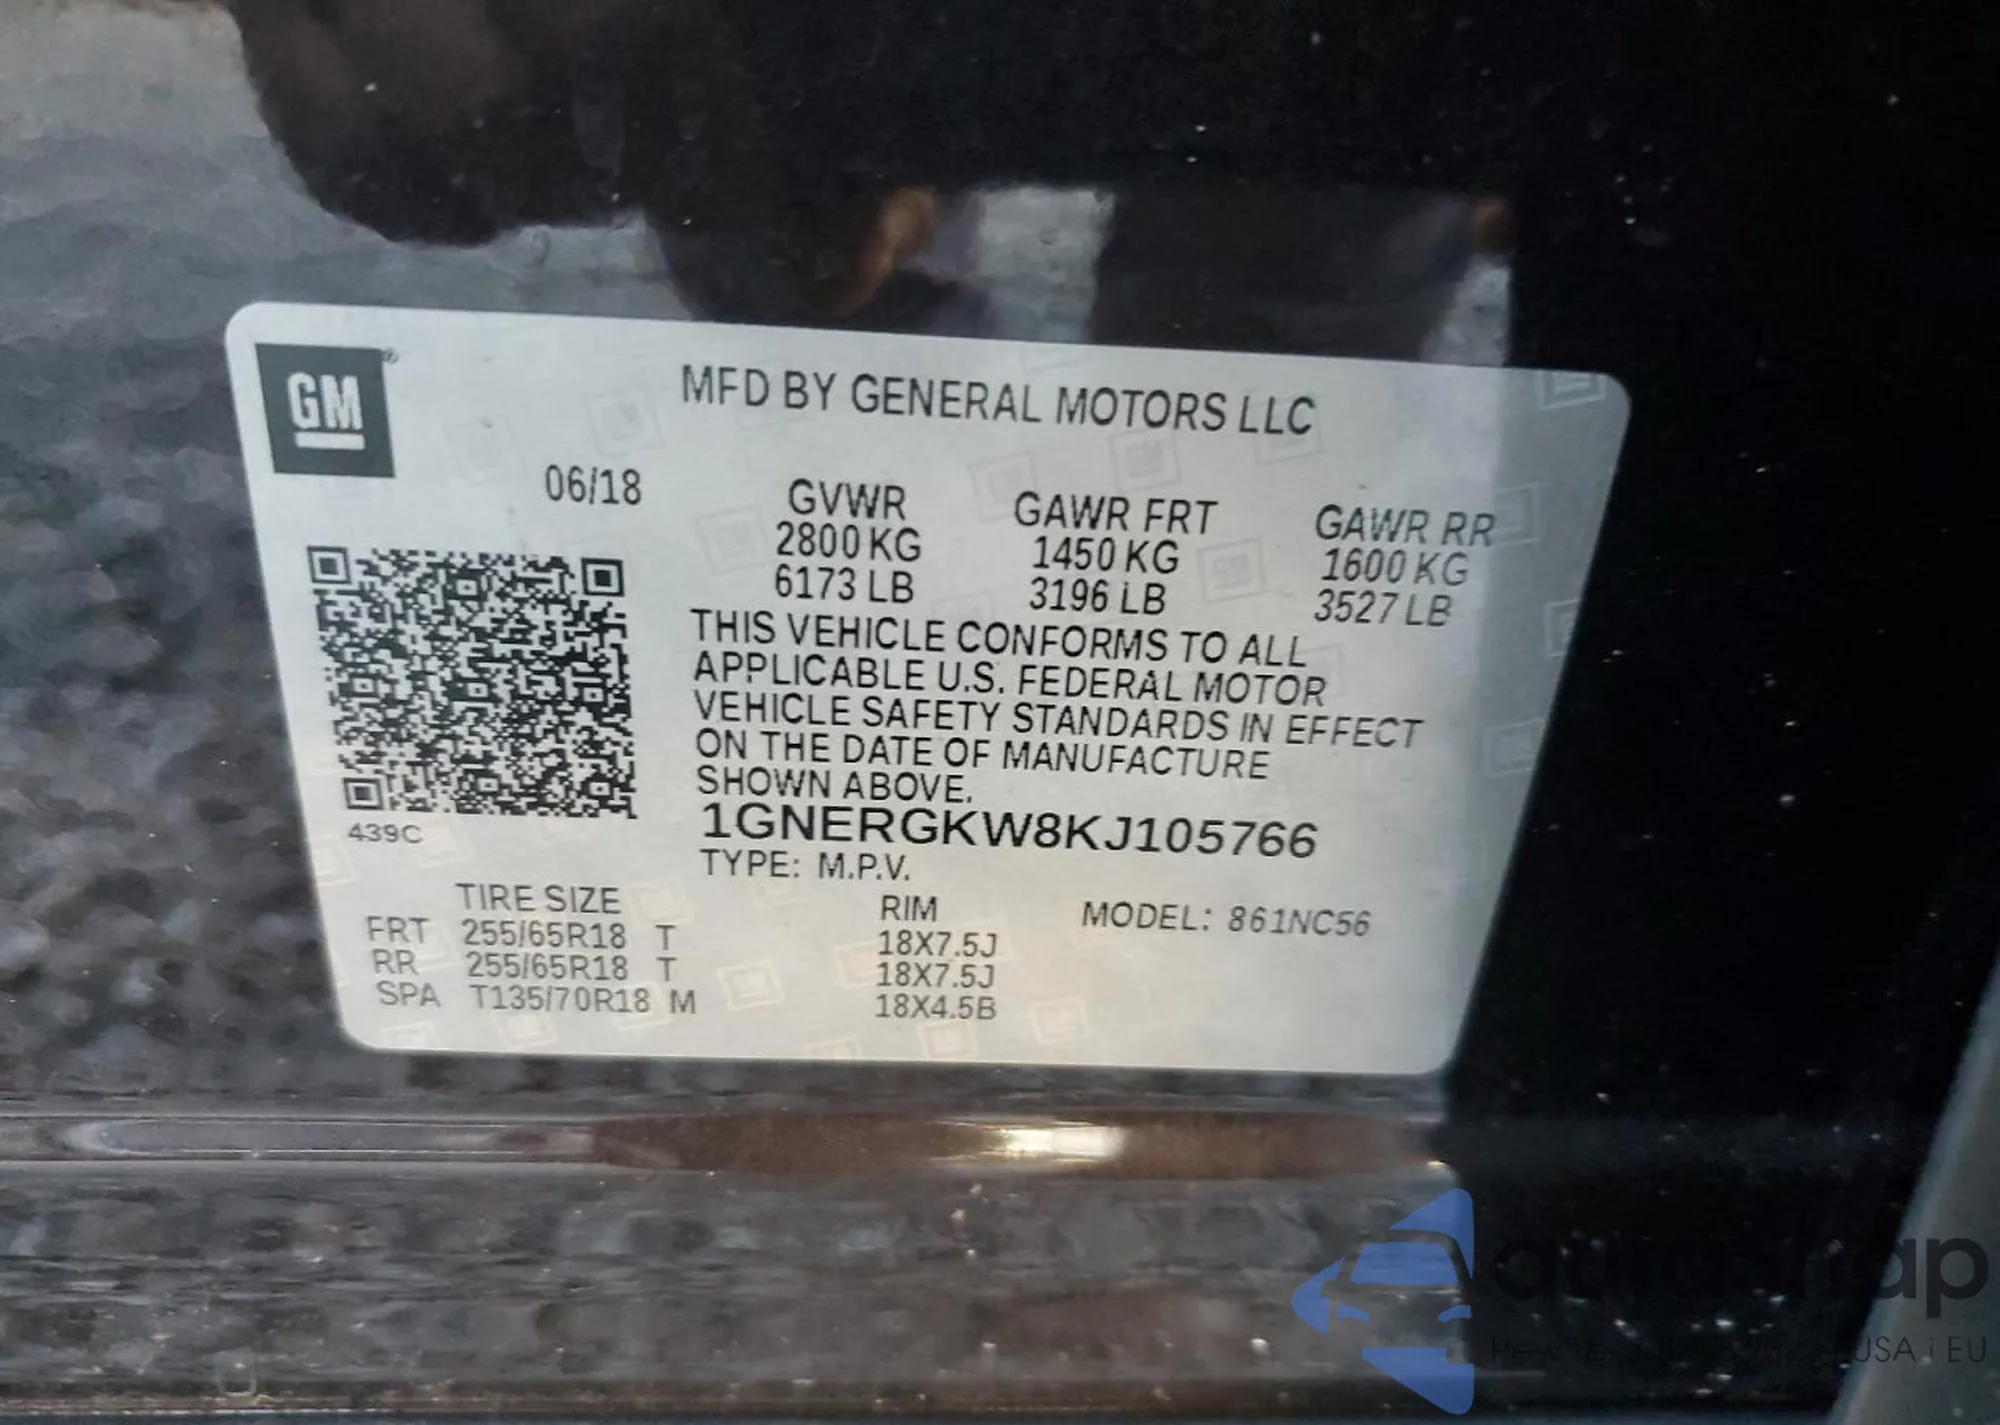 GM
®
MFD BY GENERAL MOTORS LLC
06/18
GVWR GAWR FRT GAWR RR
2800 KG 1450 KG 1600 KG
6173 LB 3196 LB 3527 LB
THIS VEHICLE CONFORMS TO ALL
APPLICABLE U.S. FEDERAL MOTOR
VEHICLE SAFETY STANDARDS IN EFFECT
ON THE DATE OF MANUFACTURE
SHOWN ABOVE.
439C
1GNERGKW8KJ105766
TYPE: M.P.V.
TIRE SIZE RIM MODEL: 861NC56
FRT 255/65R18 T 18X7.5J
RR 255/65R18 T 18X7.5J
SPA T135/70R18 M 18X4.5B
USA i EU